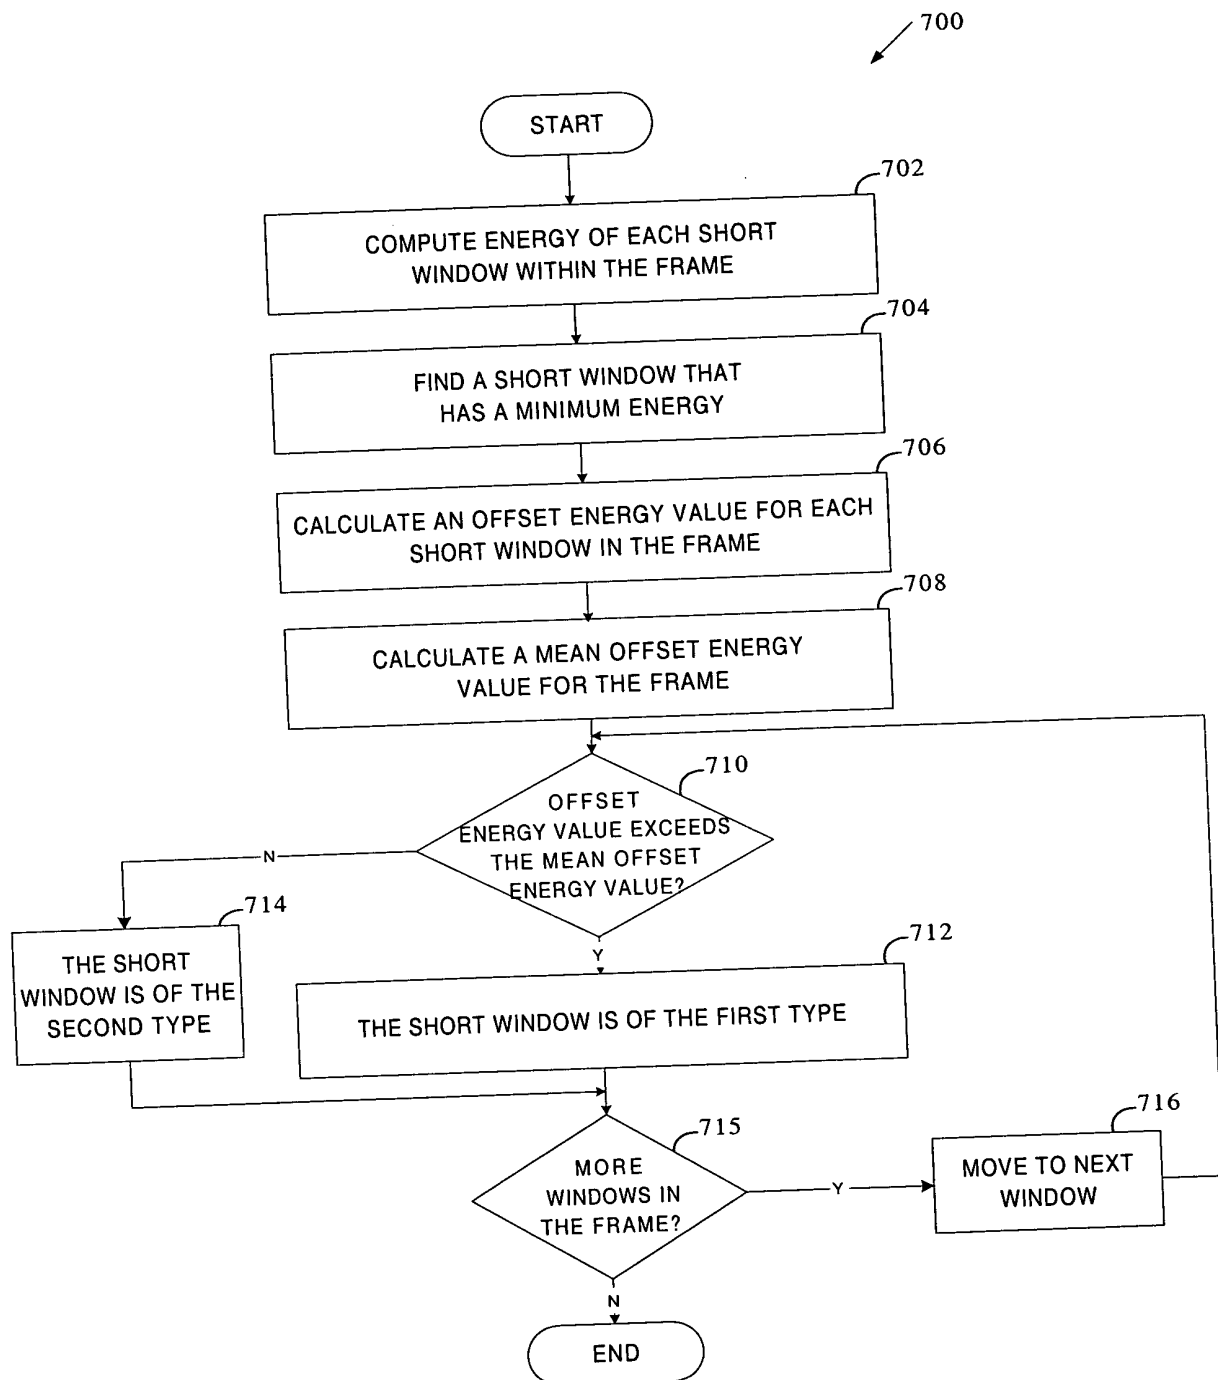 700
START
702
COMPUTE ENERGY OF EACH SHORT
WINDOW WITHIN THE FRAME
704
FIND A SHORT WINDOW THAT
HAS A MINIMUM ENERGY
706
CALCULATE AN OFFSET ENERGY VALUE FOR EACH
SHORT WINDOW IN THE FRAME
708
CALCULATE A MEAN OFFSET ENERGY
VALUE FOR THE FRAME
710
OFFSET
ENERGY VALUE EXCEEDS
THE MEAN OFFSET
ENERGY VALUE?
N
714
THE SHORT
WINDOW IS OF THE
SECOND TYPE
Y
712
THE SHORT WINDOW IS OF THE FIRST TYPE
715
MORE
WINDOWS IN
THE FRAME?
Y
716
MOVE TO NEXT
WINDOW
N
END